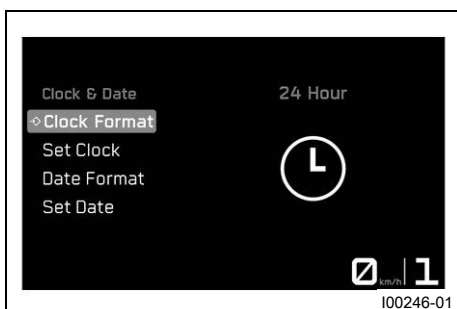 Clock & Date
24 Hour
Clock Format
Set Clock
Date Format
Set Date
0 km/h 1
I00246-01